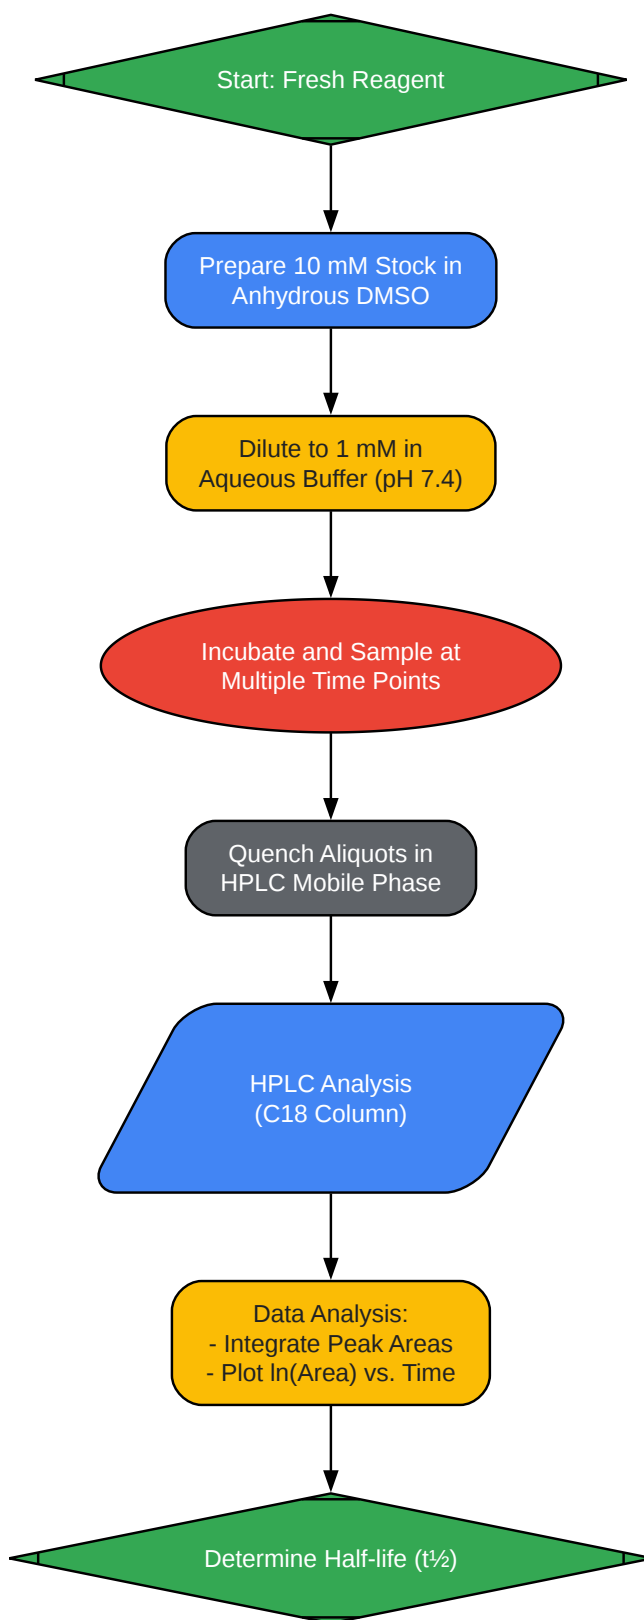 Start: Fresh Reagent
Prepare 10 mM Stock in
Anhydrous DMSO
Dilute to 1 mM in
Aqueous Buffer (pH 7.4)
Incubate and Sample at
Multiple Time Points
Quench Aliquots in
HPLC Mobile Phase
HPLC Analysis
(C18 Column)
Data Analysis:
- Integrate Peak Areas
- Plot ln(Area) vs. Time
Determine Half-life (t½)